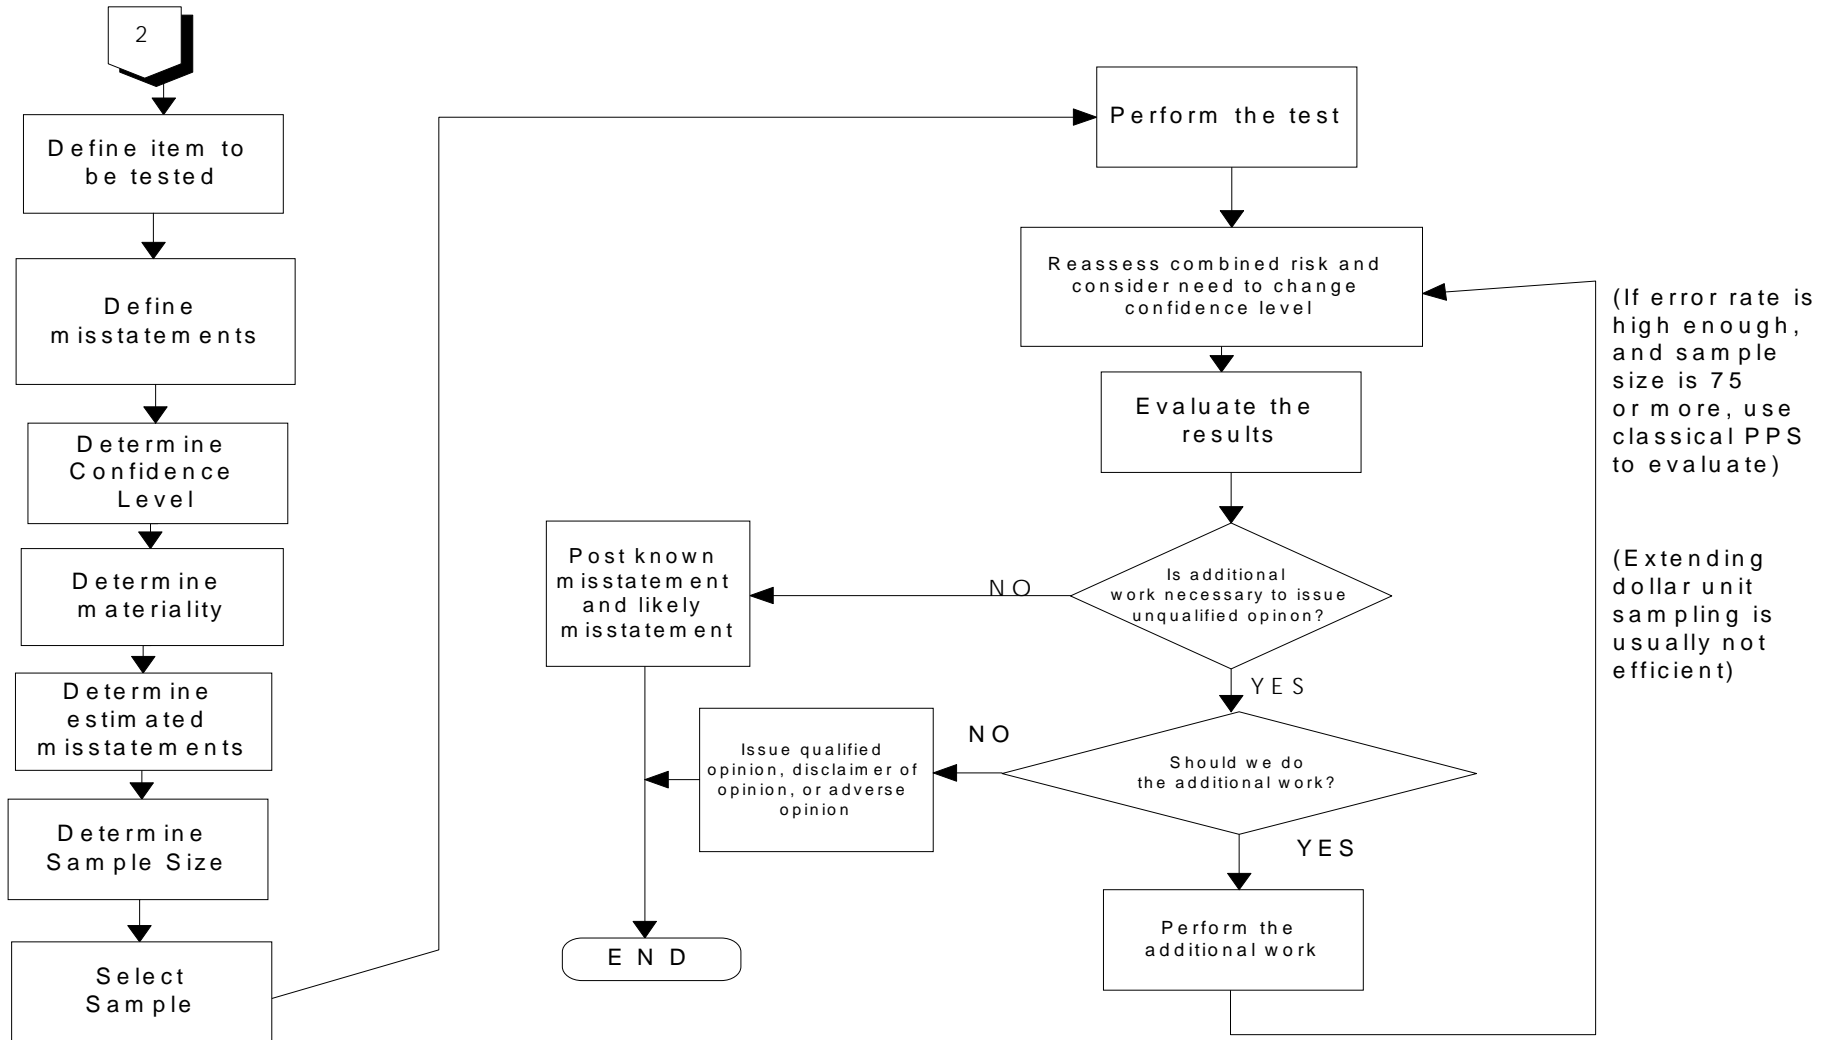 2
Define item to
be tested
Define
misstatements
Determine
Confidence
Level
Determine
materiality
Determine
estimated
misstatements
Determine
Sample Size
Select
Sample
Perform the test
Reassess combined risk and
consider need to change
confidence level
Evaluate the
results
Is additional
work necessary to issue
unqualified opinon?
NO
Post known
misstatement
and likely
misstatement
YES
Should we do
the additional work?
NO
Issue qualified
opinion, disclaimer of
opinion, or adverse
opinion
YES
Perform the
additional work
END
(If error rate is
high enough,
and sample
size is 75
or more, use
classical PPS
to evaluate)
(Extending
dollar unit
sampling is
usually not
efficient)